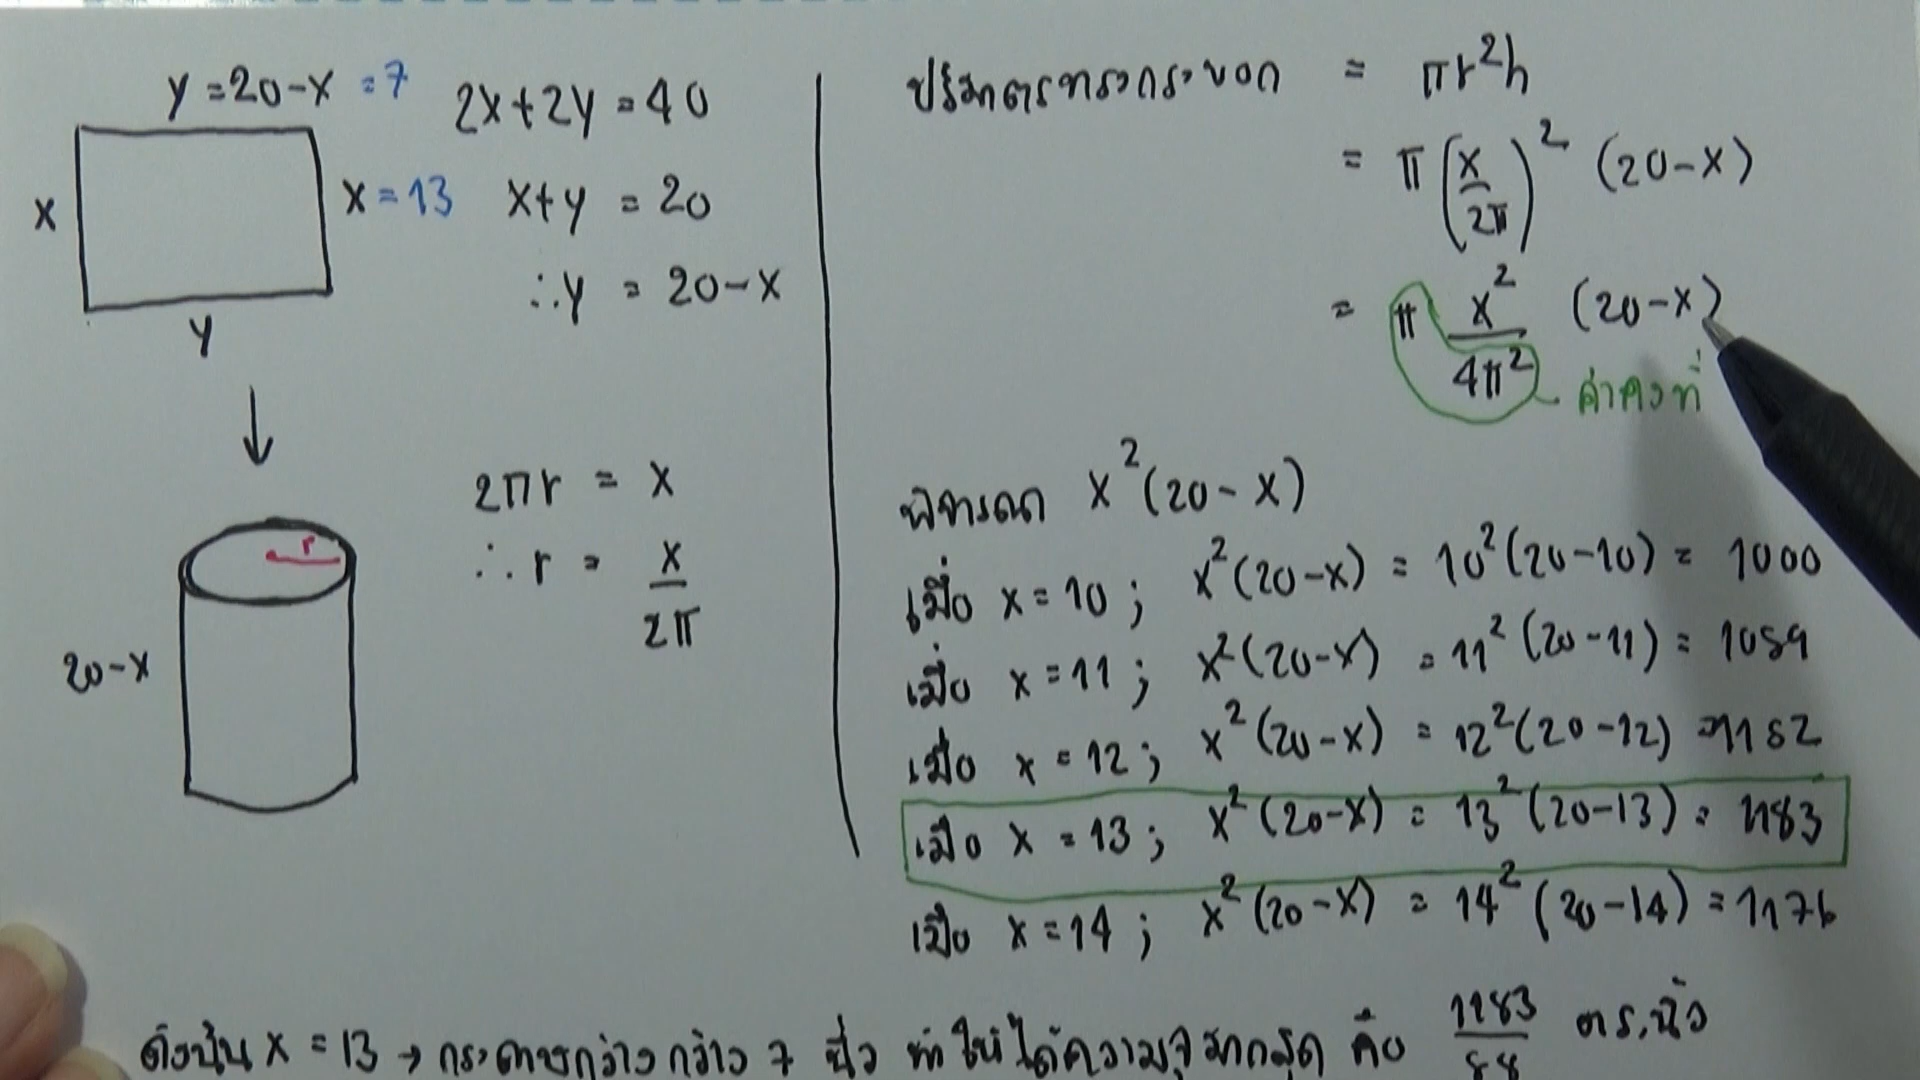 y = 20-x = 7
2x+2y = 40
x
x = 13
x+y = 20
∴y = 20-x
y
2πr = x
∴ r = x/2π
r
20-x
ปริมาตรทรงกระบอก = πr²h
= π(x/2π)² (20-x)
= π x²/4π² (20-x)
ค่าคงที่
พิจารณา x²(20-x)
เมื่อ x = 10 ; x²(20-x) = 10²(20-10) = 1000
เมื่อ x = 11 ; x²(20-x) = 11²(20-11) = 1089
เมื่อ x = 12 ; x²(20-x) = 12²(20-12) = 1152
เมื่อ x = 13 ; x²(20-x) = 13²(20-13) = 1183
เมื่อ x = 14 ; x²(20-x) = 14²(20-14) = 1176
ดังนั้น x = 13 → กระดาษกว่าง กว้าง 7 นิ้ว ทำให้ได้ความจุมากสุด คือ 1183/88 ตร.นิ้ว